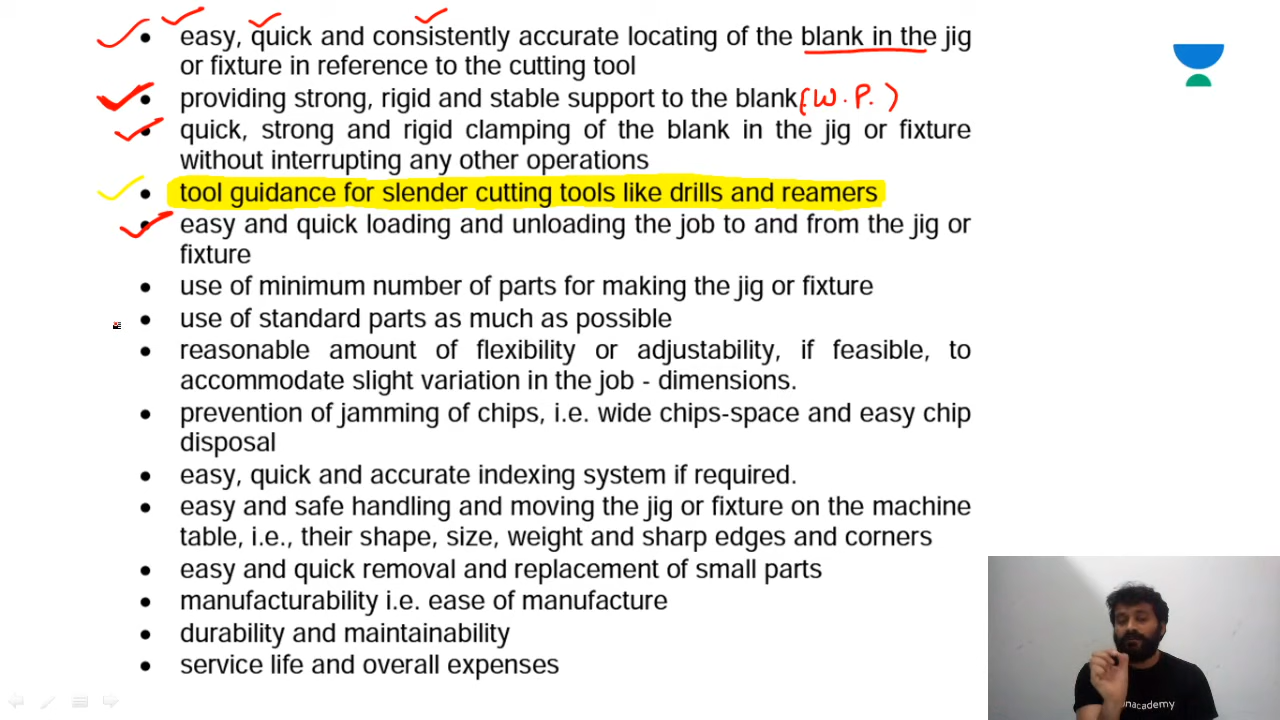 • easy, quick and consistently accurate locating of the blank in the jig
or fixture in reference to the cutting tool
• providing strong, rigid and stable support to the blank (W.P.)
• quick, strong and rigid clamping of the blank in the jig or fixture
without interrupting any other operations
• tool guidance for slender cutting tools like drills and reamers
• easy and quick loading and unloading the job to and from the jig or
fixture
• use of minimum number of parts for making the jig or fixture
• use of standard parts as much as possible
• reasonable amount of flexibility or adjustability, if feasible, to
accommodate slight variation in the job - dimensions.
• prevention of jamming of chips, i.e. wide chips-space and easy chip
disposal
• easy, quick and accurate indexing system if required.
• easy and safe handling and moving the jig or fixture on the machine
table, i.e., their shape, size, weight and sharp edges and corners
• easy and quick removal and replacement of small parts
• manufacturability i.e. ease of manufacture
• durability and maintainability
• service life and overall expenses
nacademy